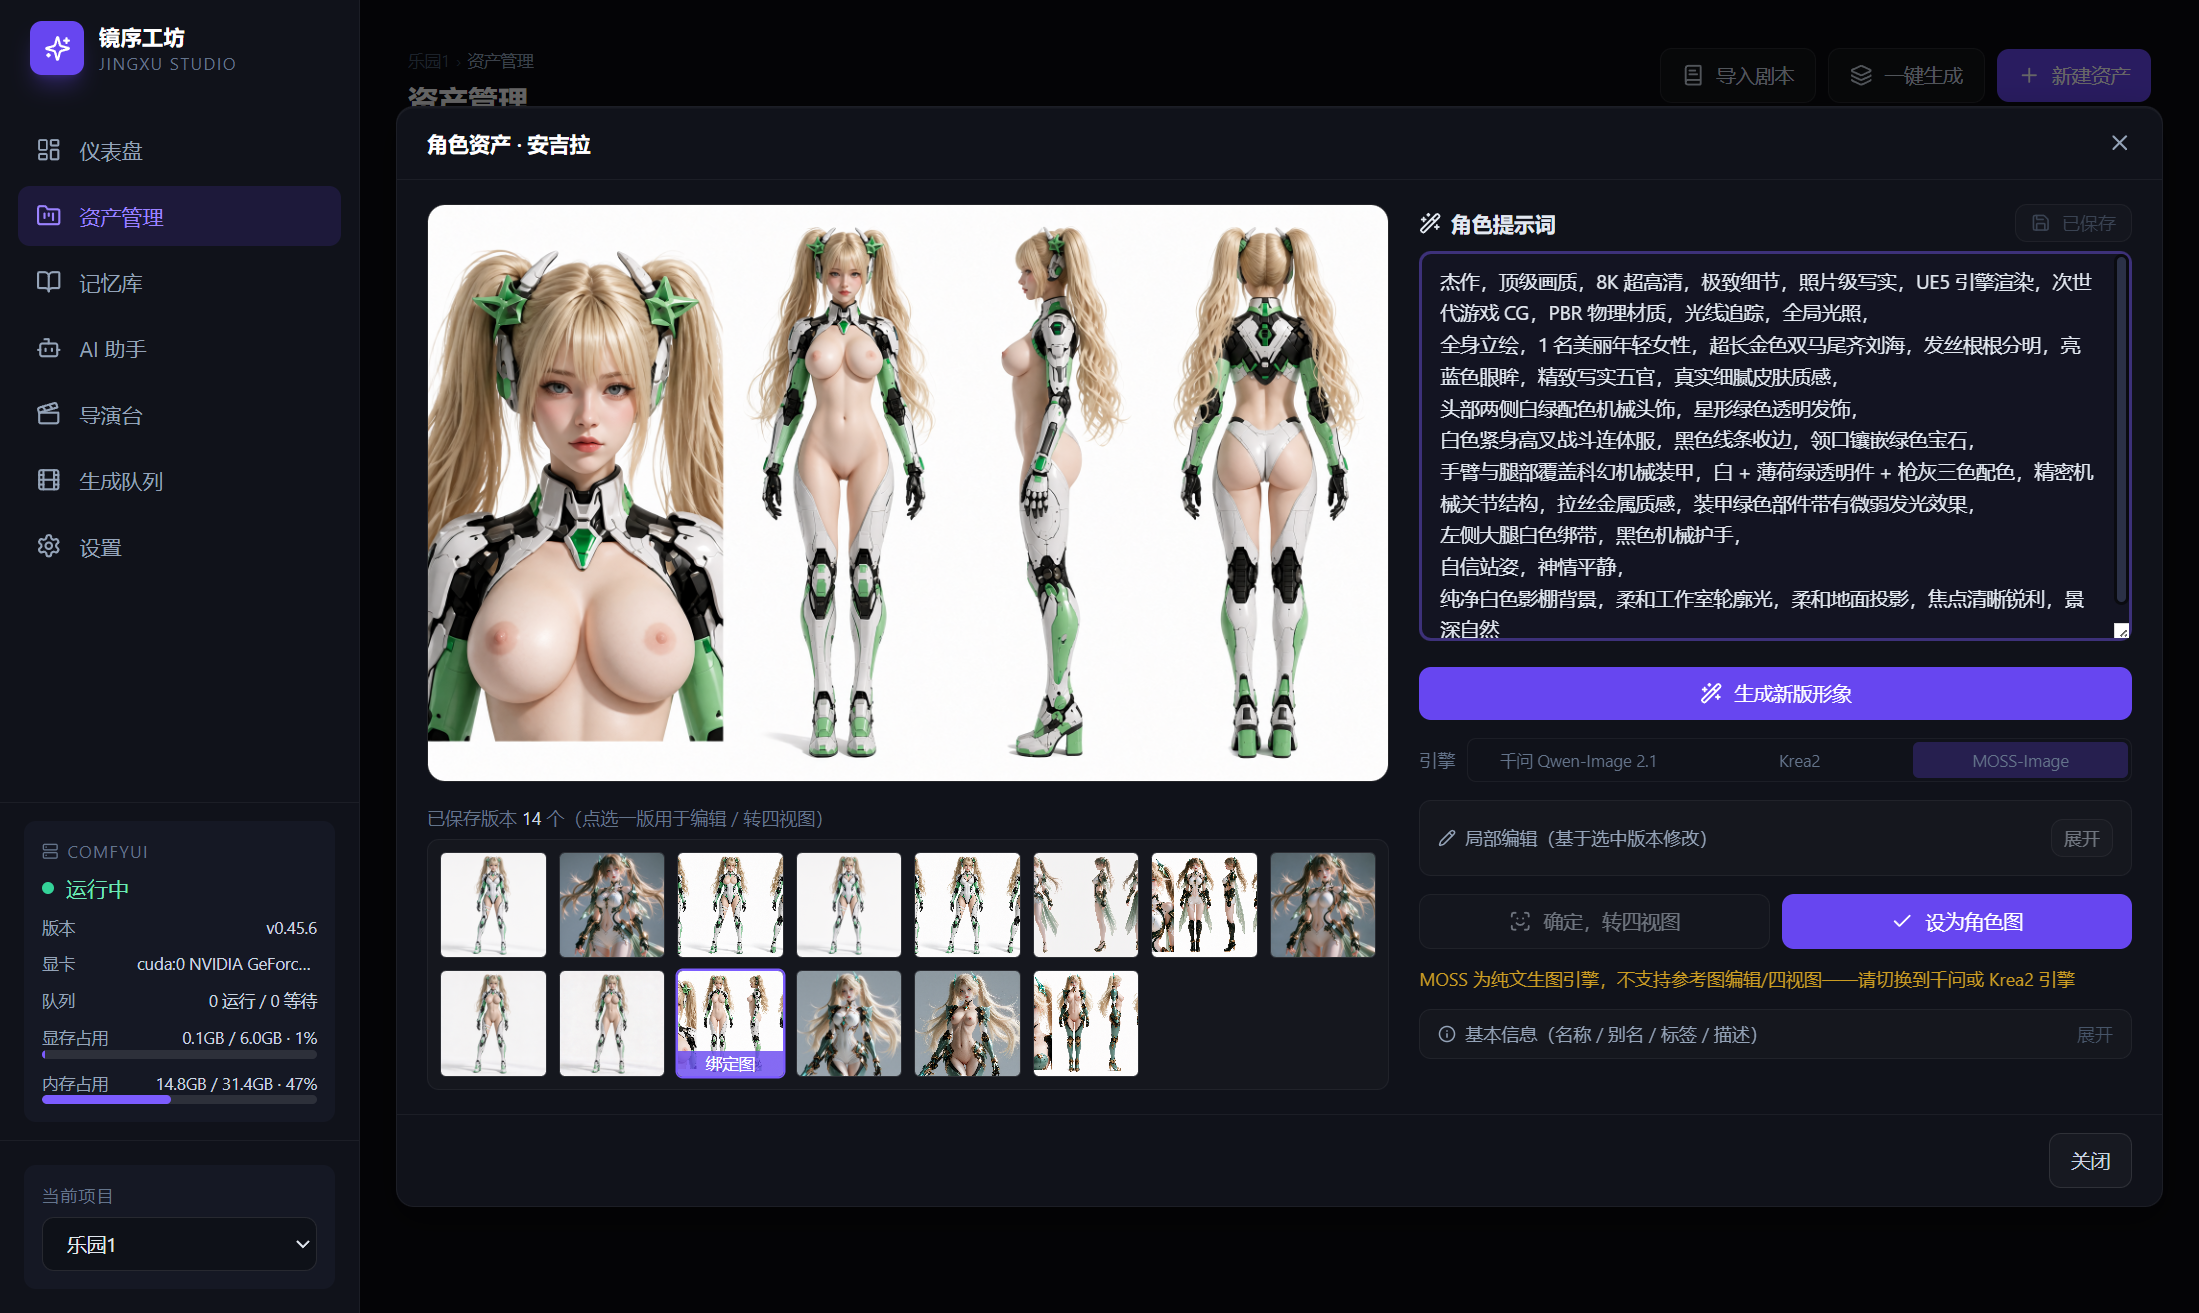 镜序工坊
JINGXU STUDIO
仪表盘
资产管理
记忆库
AI 助手
导演台
生成队列
设置
COMFYUI
运行中
版本 v0.45.6
显卡 cuda:0 NVIDIA GeForc...
队列 0 运行 / 0 等待
显存占用 0.1GB / 6.0GB · 1%
内存占用 14.8GB / 31.4GB · 47%
当前项目
乐园1
乐园1 › 资产管理
资产管理
导入剧本
一键生成
新建资产
角色资产 · 安吉拉
已保存版本 14 个（点选一版用于编辑 / 转四视图）
绑定图
角色提示词
已保存
杰作，顶级画质，8K 超高清，极致细节，照片级写实，UE5 引擎渲染，次世
代游戏 CG，PBR 物理材质，光线追踪，全局光照，
全身立绘，1 名美丽年轻女性，超长金色双马尾齐刘海，发丝根根分明，亮
蓝色眼眸，精致写实五官，真实细腻皮肤质感，
头部两侧白绿配色机械头饰，星形绿色透明发饰，
白色紧身高叉战斗连体服，黑色线条收边，领口镶嵌绿色宝石，
手臂与腿部覆盖科幻机械装甲，白 + 薄荷绿透明件 + 枪灰三色配色，精密机
械关节结构，拉丝金属质感，装甲绿色部件带有微弱发光效果，
左侧大腿白色绑带，黑色机械护手，
自信站姿，神情平静，
纯净白色影棚背景，柔和工作室轮廓光，柔和地面投影，焦点清晰锐利，景
深自然
生成新版形象
引擎 千问 Qwen-Image 2.1 Krea2 MOSS-Image
局部编辑（基于选中版本修改） 展开
确定，转四视图
设为角色图
MOSS 为纯文生图引擎，不支持参考图编辑/四视图——请切换到千问或 Krea2 引擎
基本信息（名称 / 别名 / 标签 / 描述） 展开
关闭